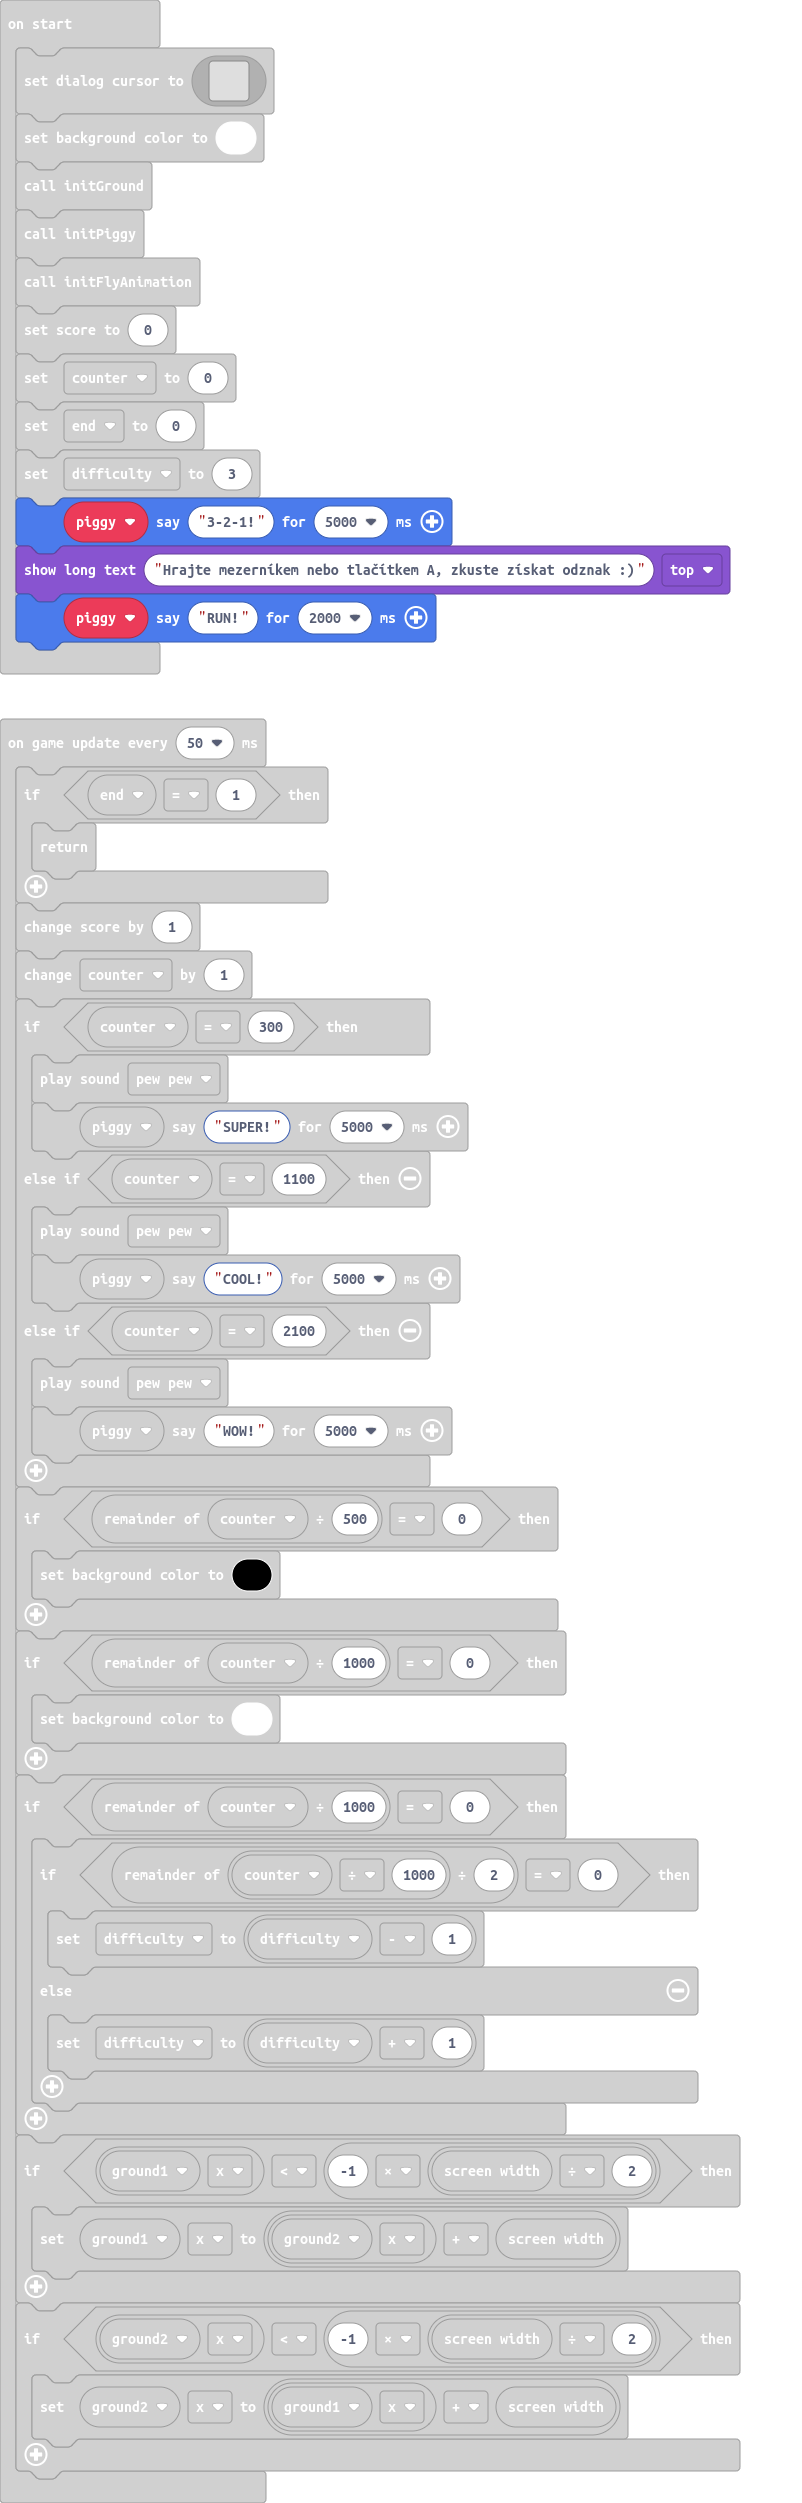 on start
set dialog cursor to
set background color to
call initGround
call initPiggy
call initFlyAnimation
set score to 0
set counter to 0
set end to 0
set difficulty to 3
piggy say "3-2-1!" for 5000 ms
show long text "Hrajte mezerníkem nebo tlačítkem A, zkuste získat odznak :)" top
piggy say "RUN!" for 2000 ms
on game update every 50 ms
if end = 1 then
return
change score by 1
change counter by 1
if counter = 300 then
play sound pew pew
piggy say "SUPER!" for 5000 ms
else if counter = 1100 then
play sound pew pew
piggy say "COOL!" for 5000 ms
else if counter = 2100 then
play sound pew pew
piggy say "WOW!" for 5000 ms
if remainder of counter ÷ 500 = 0 then
set background color to
if remainder of counter ÷ 1000 = 0 then
set background color to
if remainder of counter ÷ 1000 = 0 then
if remainder of counter ÷ 1000 ÷ 2 = 0 then
set difficulty to difficulty - 1
else
set difficulty to difficulty + 1
if ground1 x < -1 × screen width ÷ 2 then
set ground1 x to ground2 x + screen width
if ground2 x < -1 × screen width ÷ 2 then
set ground2 x to ground1 x + screen width